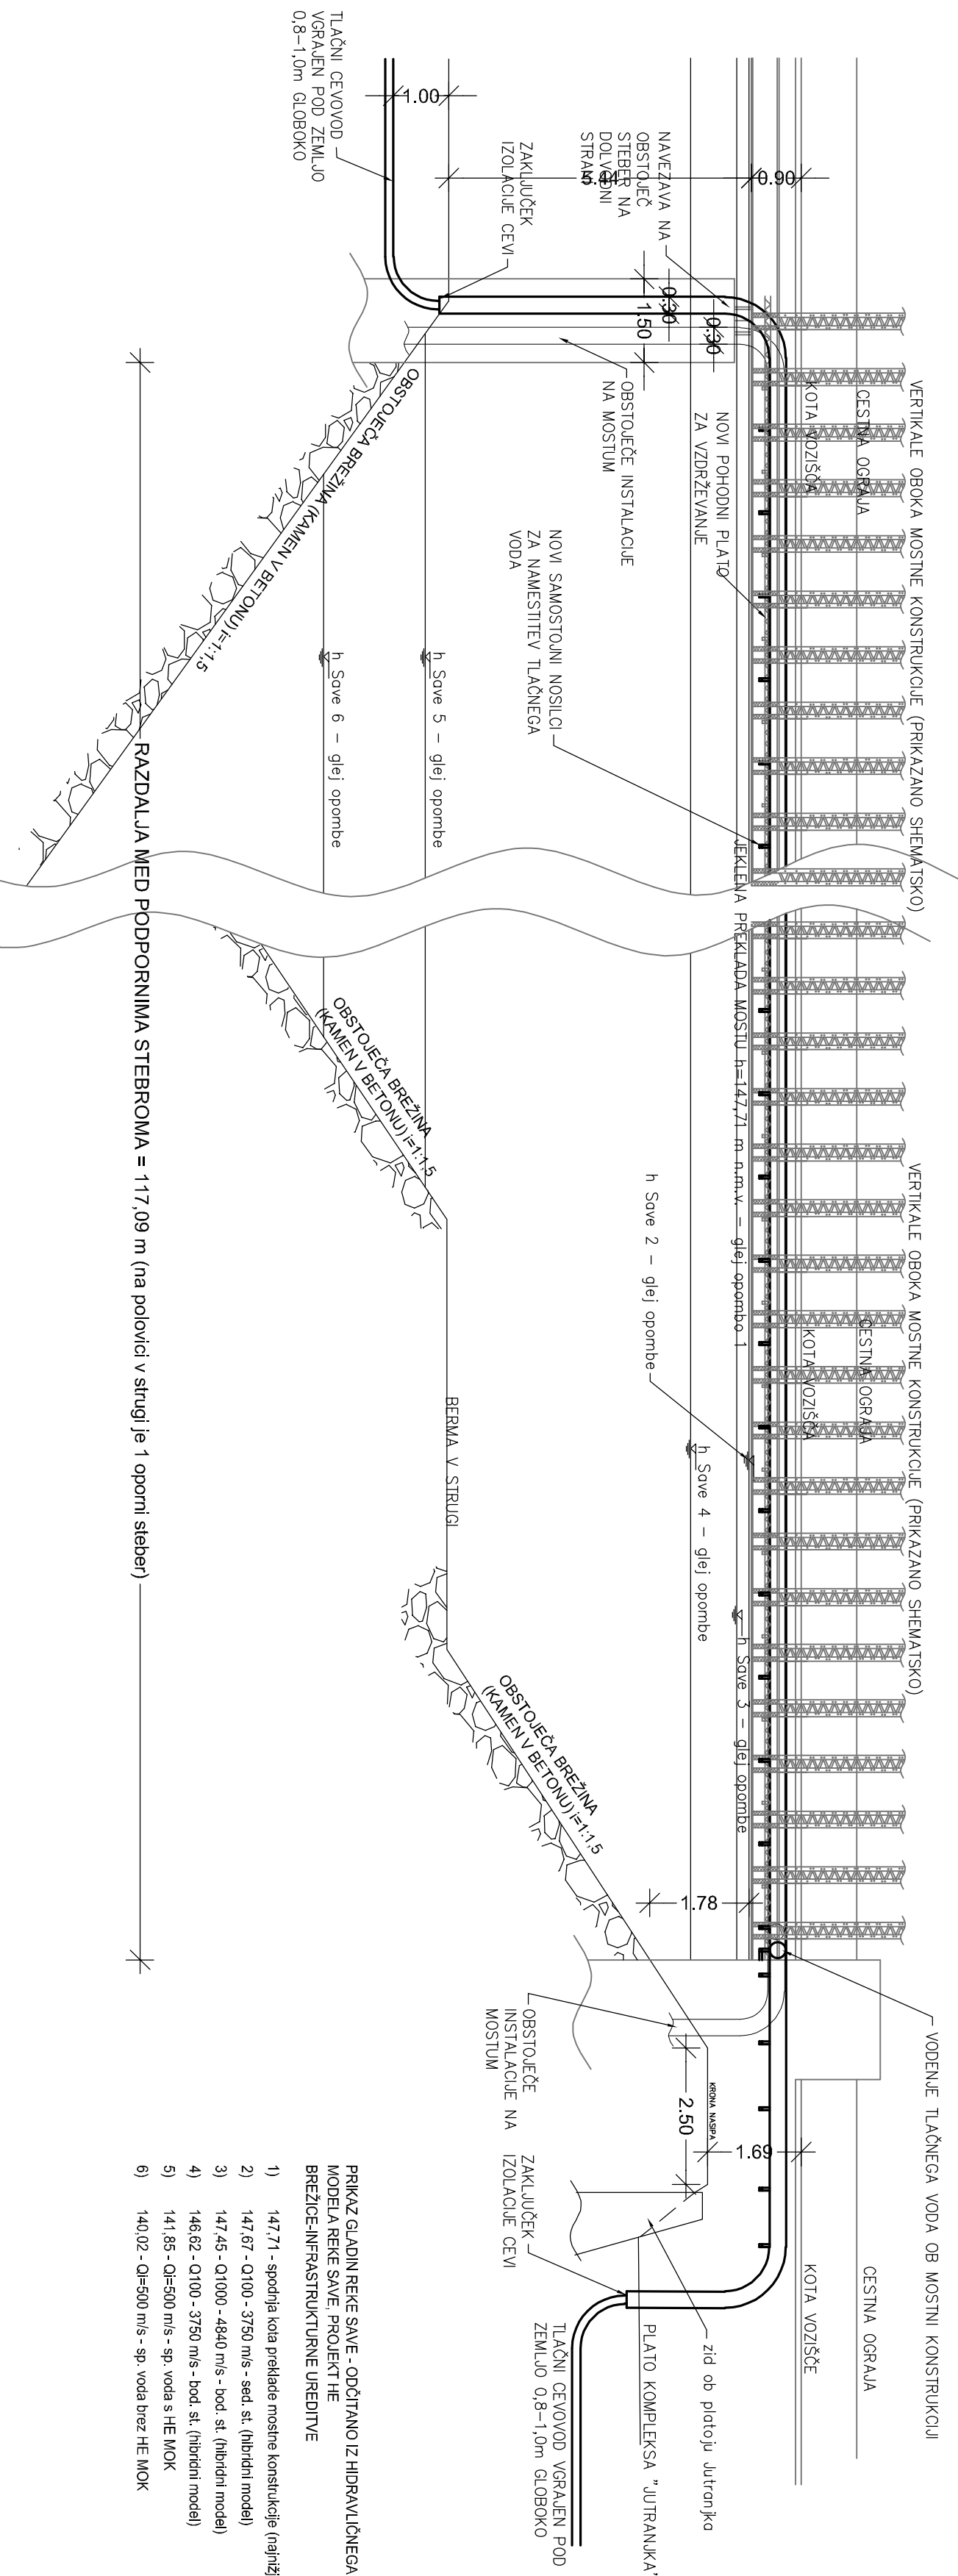 VODENJE TLAČNEGA VODA OB MOSTNI KONSTRUKCIJI
VERTIKALE OBOKA MOSTNE KONSTRUKCIJE (PRIKAZANO SHEMATSKO)
VERTIKALE OBOKA MOSTNE KONSTRUKCIJE (PRIKAZANO SHEMATSKO)
CESTNA OGRAJA
CESTNA OGRAJA
CESTNA OGRAJA
KOTA VOZIŠČA
KOTA VOZIŠČA
KOTA VOZIŠČE
0.90
5.44
1.00
0.30
1.50
0.30
1.78
1.69
2.50
KRONA NASIPA
JEKLENA PREKLADA MOSTU h=147,71 m n.m.v. – glej opombo 1
h Save 3 – glej opombe
h Save 4 – glej opombe
h Save 2 – glej opombe
NOVI POHODNI PLATO
ZA VZDRŽEVANJE
NAVEZAVA NA
OBSTOJEČ
STEBER NA
DOLVODNI
STRANI
OBSTOJEČE INSTALACIJE
NA MOSTUM
NOVI SAMOSTOJNI NOSILCI
ZA NAMESTITEV TLAČNEGA
VODA
ZAKLJUČEK
IZOLACIJE CEVI
TLAČNI CEVOVOD
VGRAJEN POD ZEMLJO
0,8–1,0m GLOBOKO
OBSTOJEČA BREŽINA (KAMEN V BETONU) i=1:1,5
h Save 5 – glej opombe
h Save 6 – glej opombe
OBSTOJEČA BREŽINA
(KAMEN V BETONU) i=1:1,5
BERMA V STRUGI
OBSTOJEČA BREŽINA
(KAMEN V BETONU) i=1:1,5
OBSTOJEČE
INSTALACIJE NA
MOSTUM
ZAKLJUČEK
IZOLACIJE CEVI
zid ob platoju Jutranjka
PLATO KOMPLEKSA "JUTRANJKA"
TLAČNI CEVOVOD VGRAJEN POD
ZEMLJO 0,8–1,0m GLOBOKO
RAZDALJA MED PODPORNIMA STEBROMA = 117,09 m (na polovici v strugi je 1 oporni steber)
PRIKAZ GLADIN REKE SAVE - ODČITANO IZ HIDRAVLIČNEGA
MODELA REKE SAVE, PROJEKT HE
BREŽICE-INFRASTRUKTURNE UREDITVE
1) 147,71 - spodnja kota preklade mostne konstrukcije (najnižj
2) 147,67 - Q100 - 3750 m/s - sed. st. (hibridni model)
3) 147,45 - Q1000 - 4840 m/s - bod. st. (hibridni model)
4) 146,62 - Q100 - 3750 m/s - bod. st. (hibridni model)
5) 141,85 - Qi=500 m/s - sp. voda s HE MOK
6) 140,02 - Qi=500 m/s - sp. voda brez HE MOK